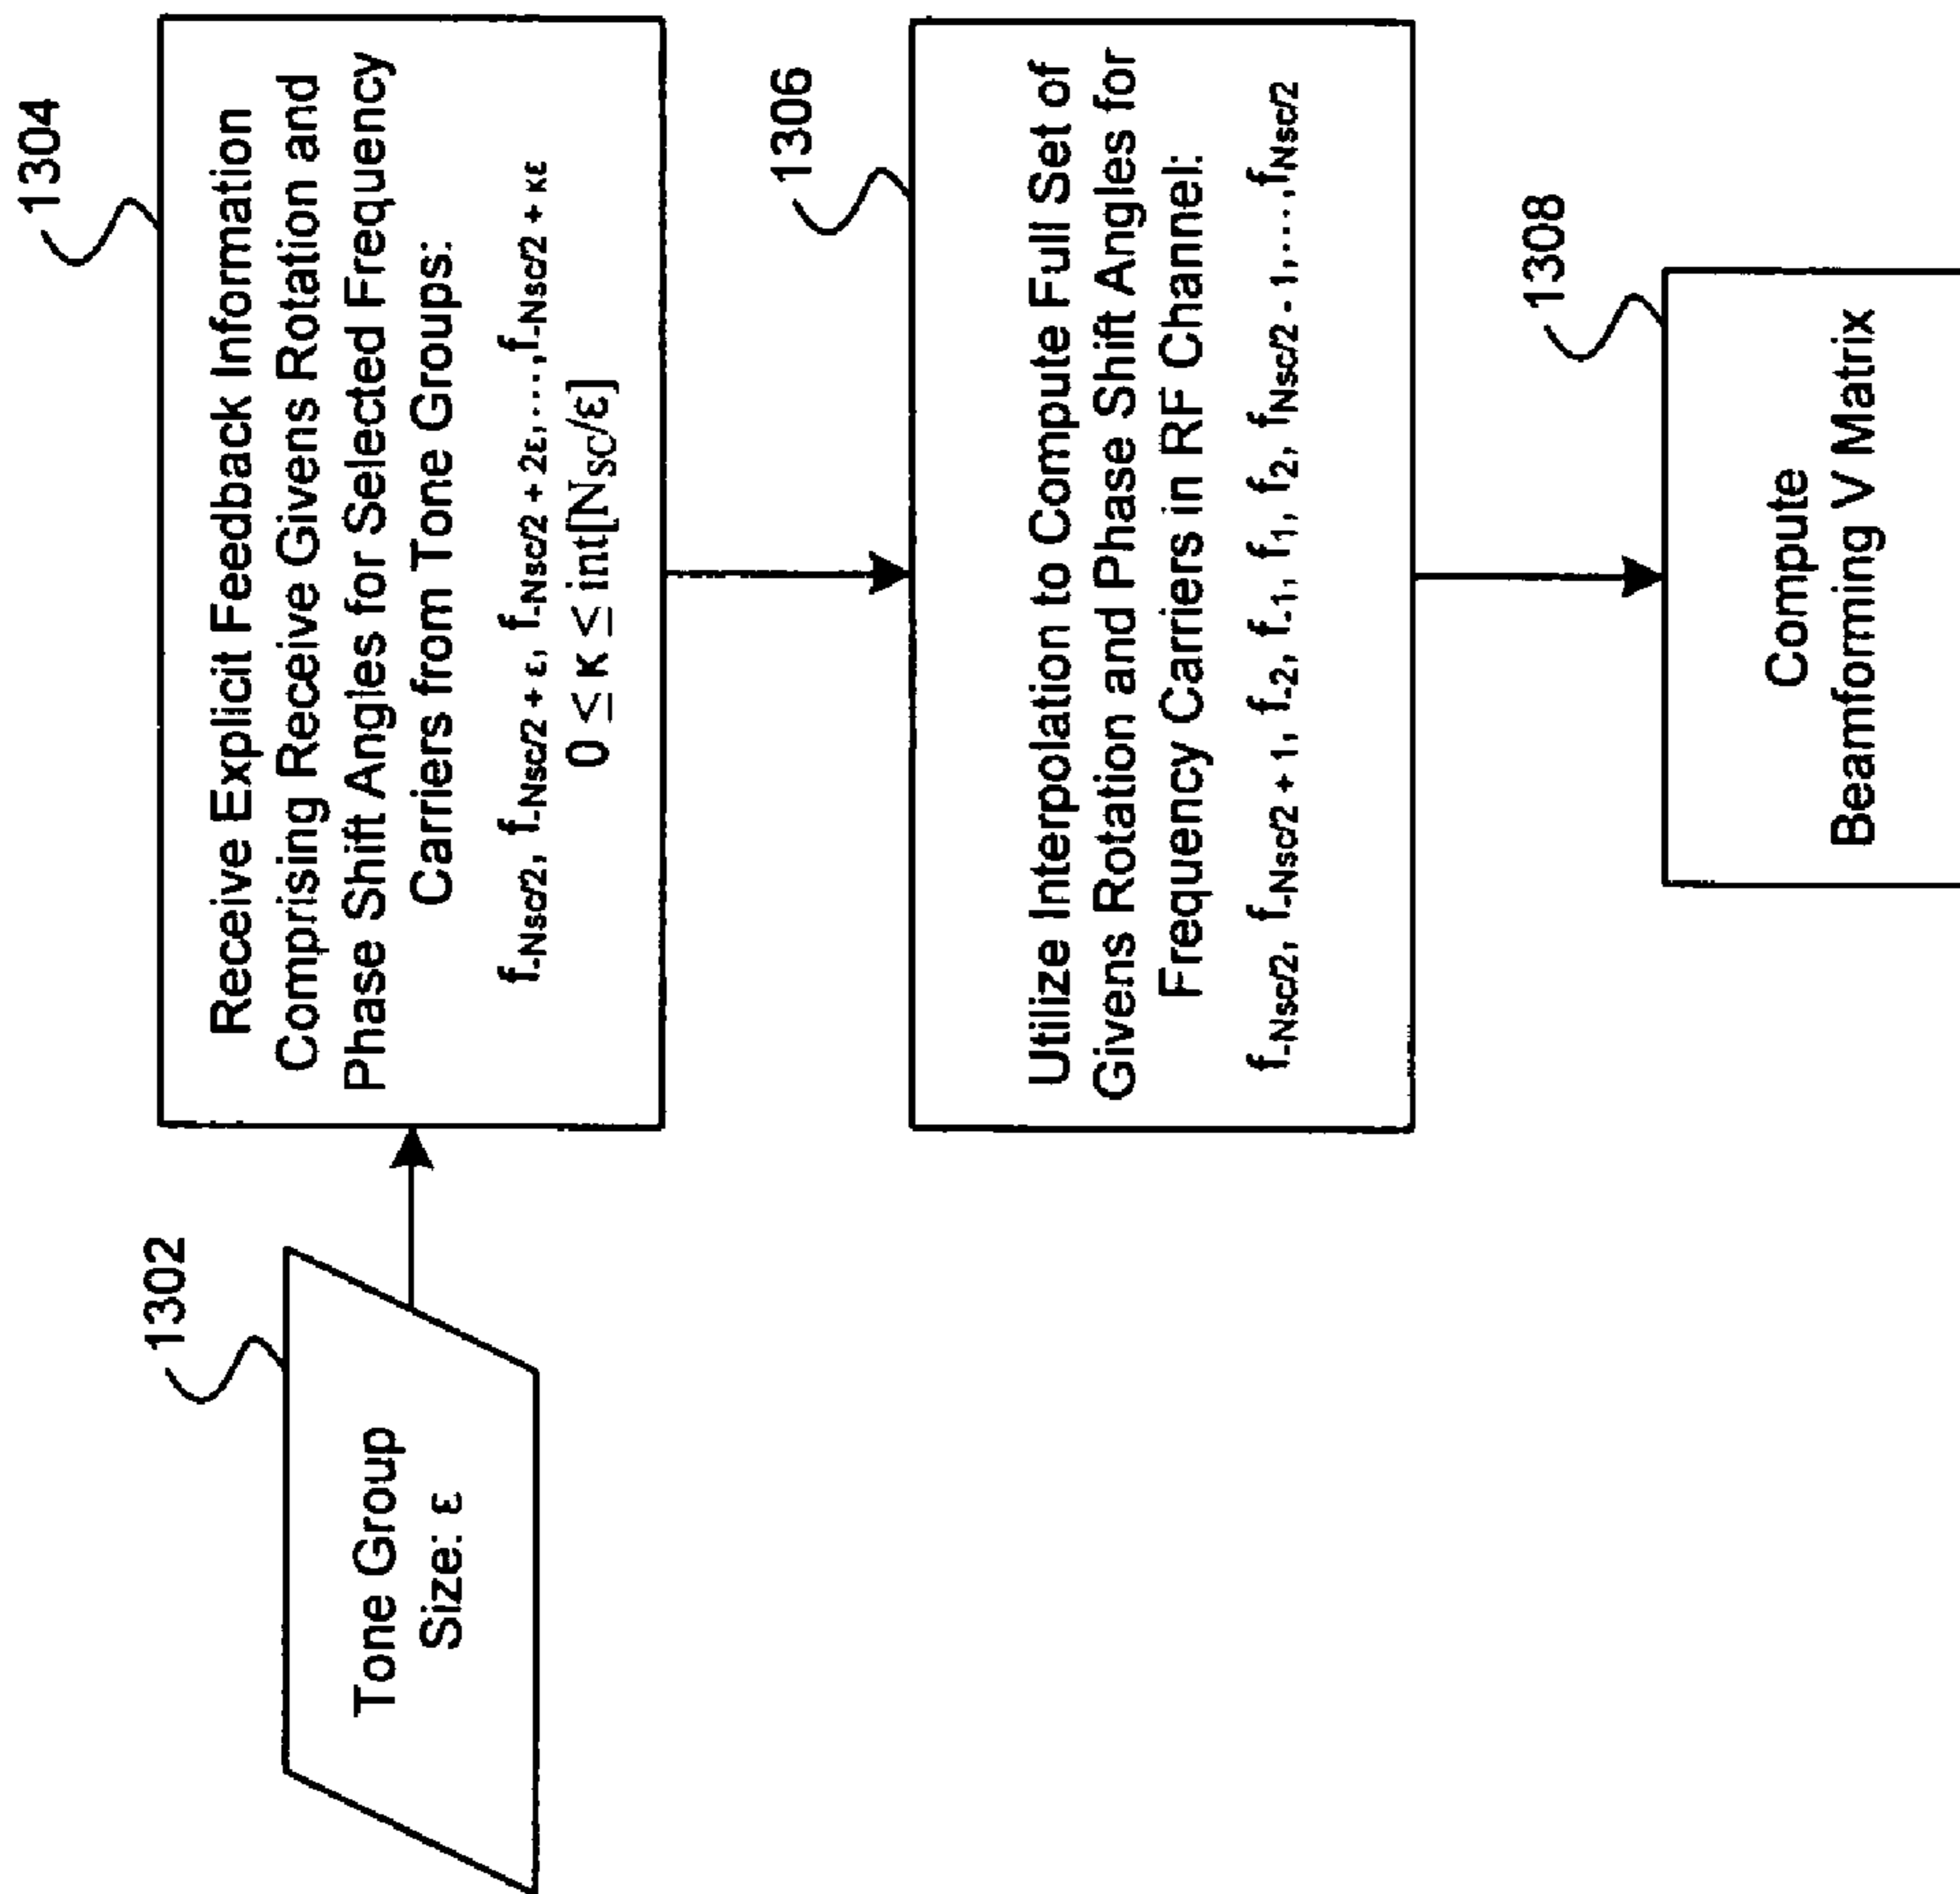 1302
Tone Group
Size: ε
1304
Receive Explicit Feedback Information
Comprising Receive Givens Rotation and
Phase Shift Angles for Selected Frequency
Carriers from Tone Groups:
f-Nsc/2, f-Nsc/2 + ε, f-Nsc/2 + 2ε,...,f-Nsc/2 + κε
0 ≤ κ ≤ int[NSC/ε]
1306
Utilize Interpolation to Compute Full Set of
Givens Rotation and Phase Shift Angles for
Frequency Carriers in RF Channel:
f-Nsc/2, f-Nsc/2 + 1, f-2, f-1, f1, f2, fNsc/2 - 1,...,fNsc/2
1308
Compute
Beamforming V Matrix